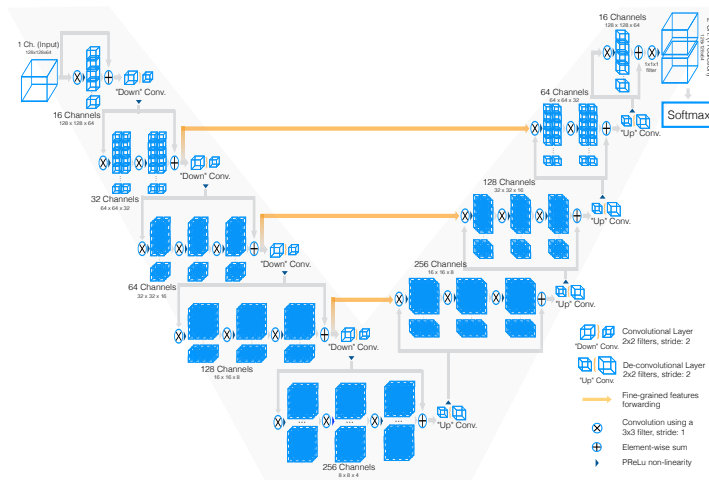 1 Ch. (Input)
128x128x64
"Down" Conv.
16 Channels
128 x 128 x 64
"Down" Conv.
32 Channels
64 x 64 x 32
"Down" Conv.
64 Channels
32 x 32 x 16
"Down" Conv.
128 Channels
16 x 16 x 8
...
...
256 Channels
8 x 8 x 4
"Up" Conv.
256 Channels
16 x 16 x 8
"Up" Conv.
128 Channels
32 x 32 x 16
"Up" Conv.
64 Channels
64 x 64 x 32
"Up" Conv.
16 Channels
128 x 128 x 64
1x1x1
filter
Softmax
"Down" Conv.
Convolutional Layer
2x2 filters, stride: 2
"Up" Conv.
De-convolutional Layer
2x2 filters, stride: 2
Fine-grained features
forwarding
Convolution using a
3x3 filter, stride: 1
Element-wise sum
PReLu non-linearity